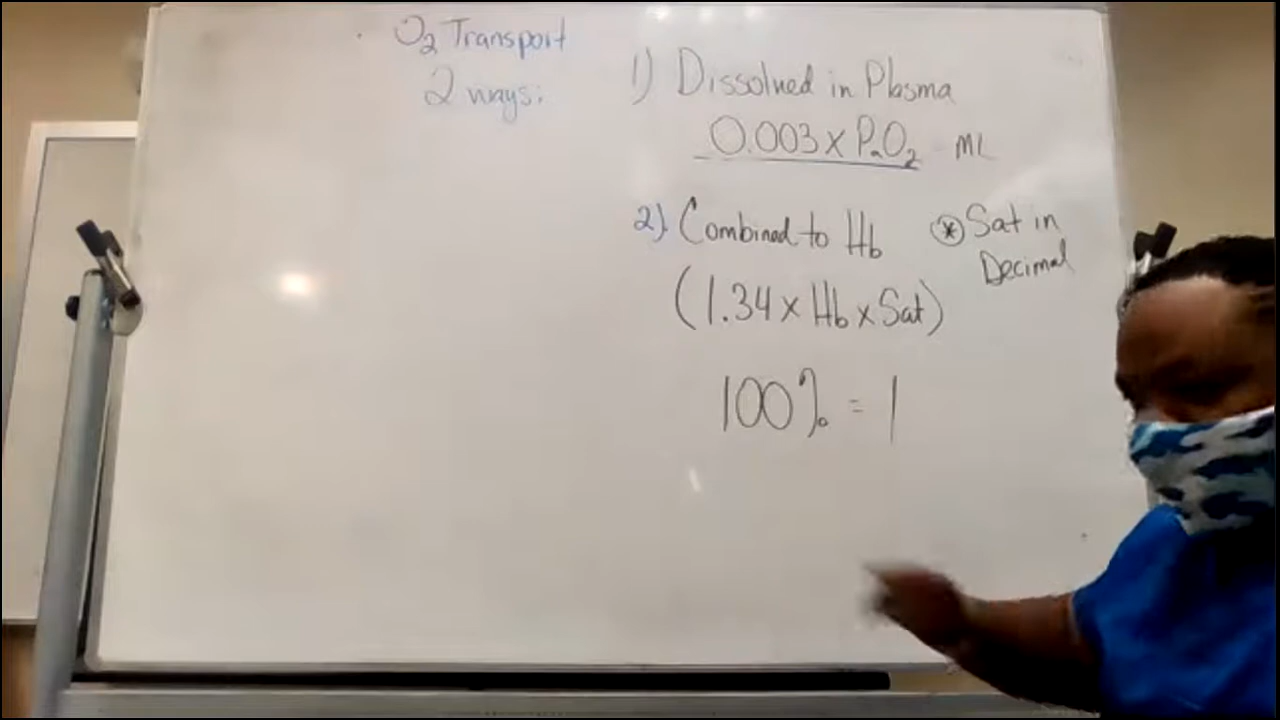 O₂ Transport
2 ways:
1) Dissolved in Plasma
0.003 x PaO₂ mL
2). Combined to Hb
(1.34 x Hb x Sat)
100% = 1
* Sat in
Decimal